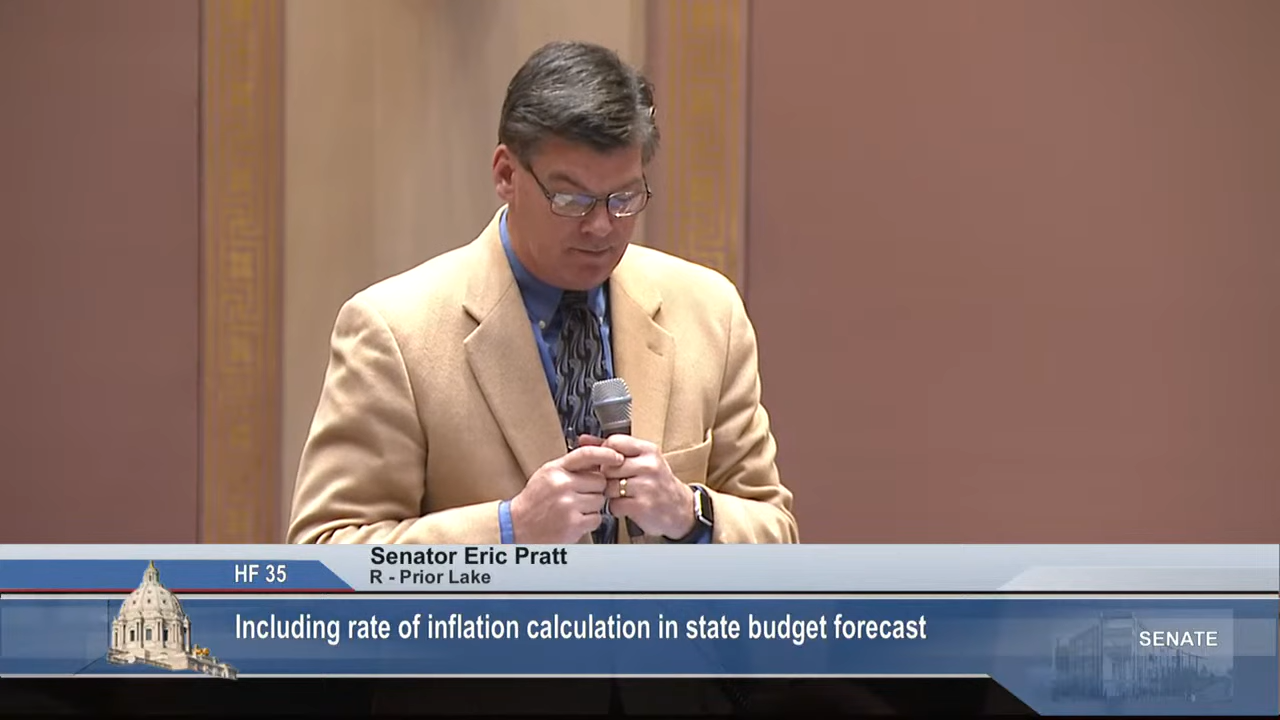 Senator Eric Pratt
HF 35
R - Prior Lake
Including rate of inflation calculation in state budget forecast
SENATE